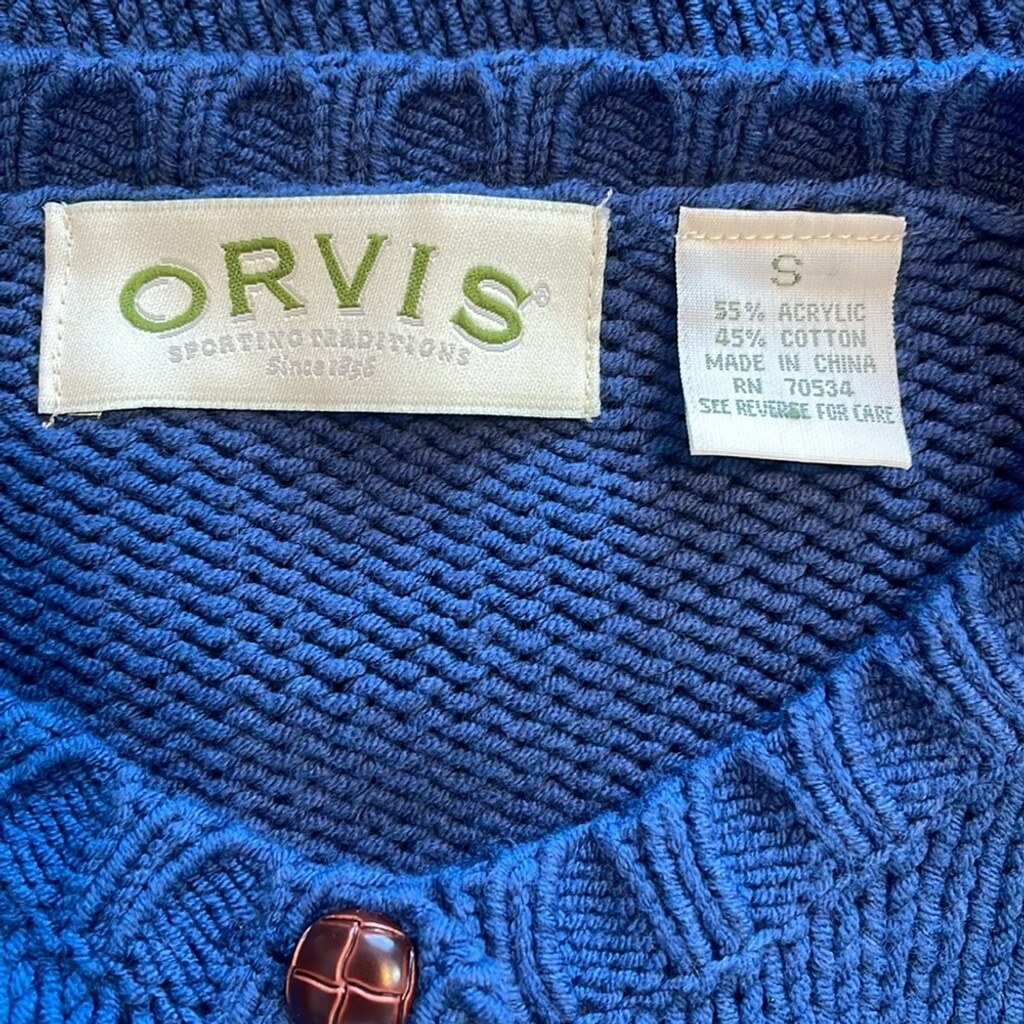 ORVIS®
SPORTING TRADITIONS
Since 1856
S
55% ACRYLIC
45% COTTON
MADE IN CHINA
RN 70534
SEE REVERSE FOR CARE